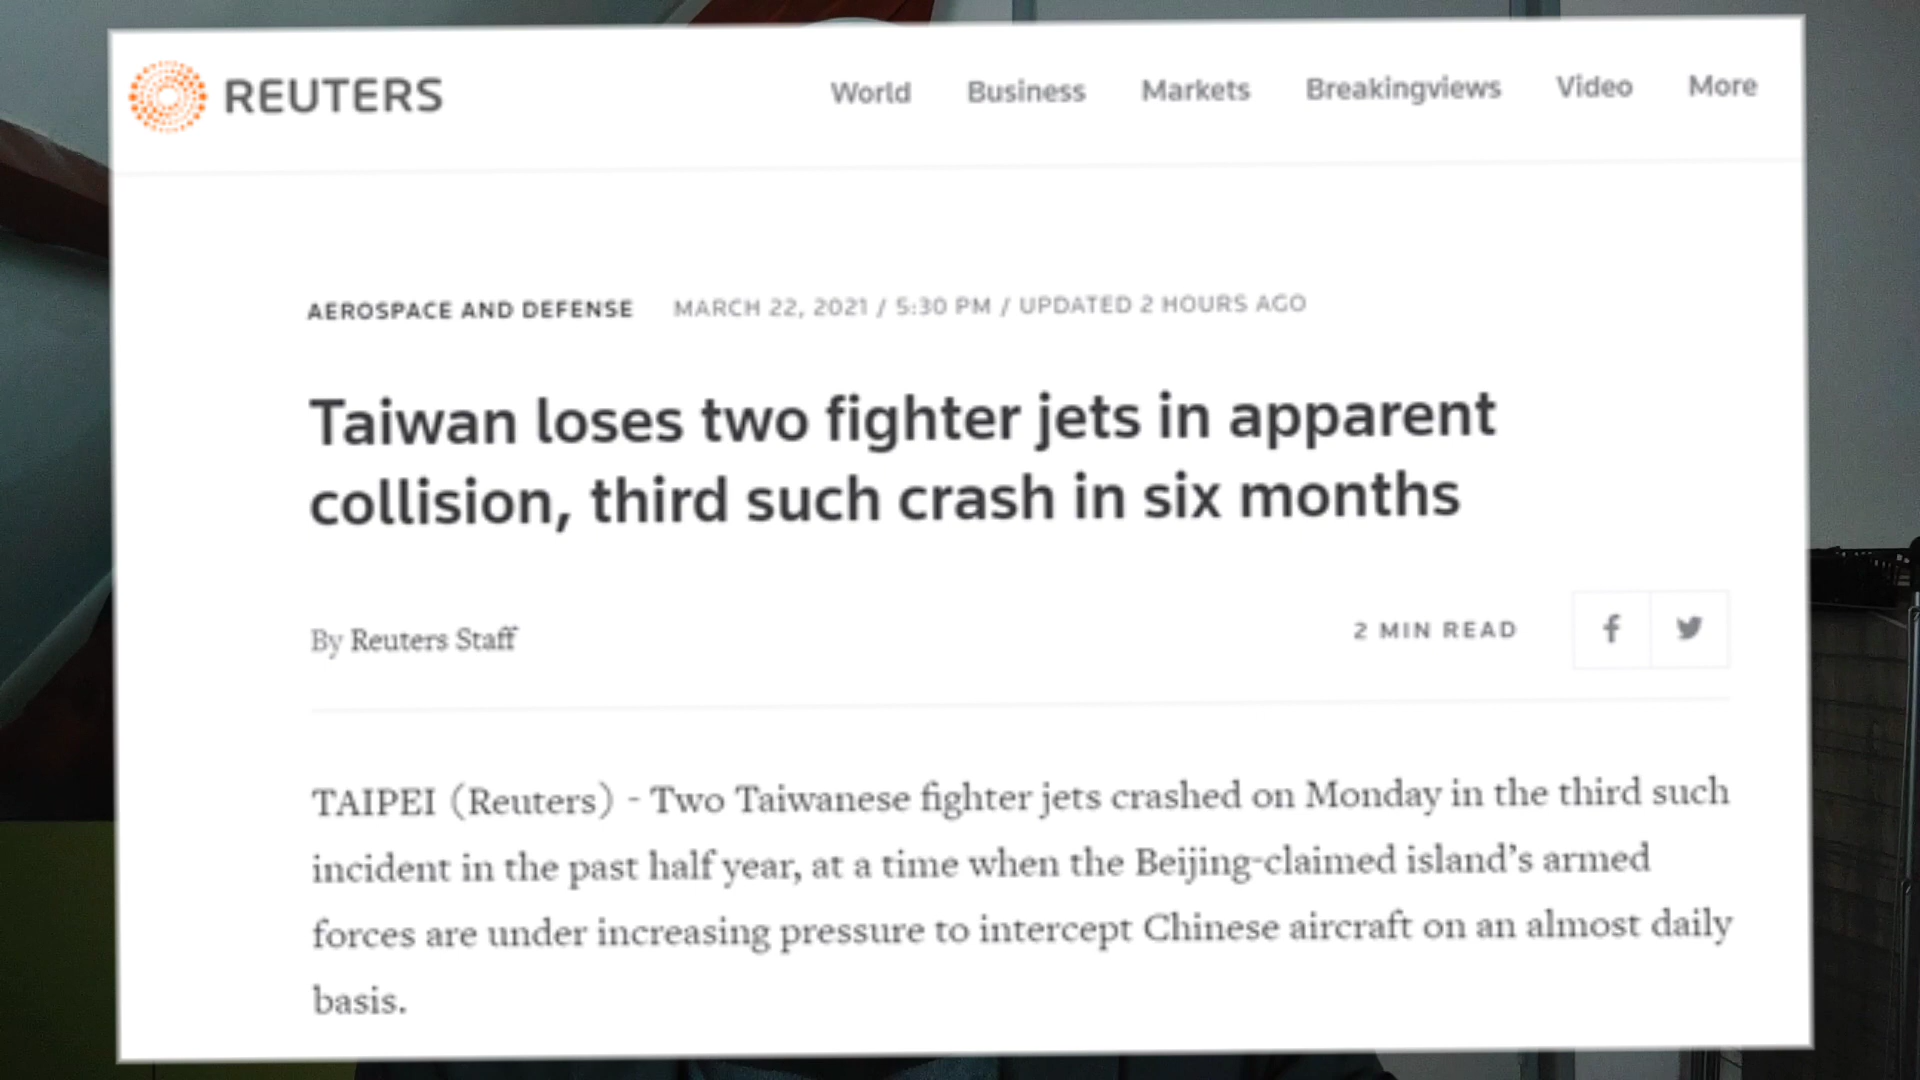 REUTERS
World Business Markets Breakingviews Video More
AEROSPACE AND DEFENSE MARCH 22, 2021 / 5:30 PM / UPDATED 2 HOURS AGO
Taiwan loses two fighter jets in apparent
collision, third such crash in six months
By Reuters Staff
2 MIN READ
TAIPEI (Reuters) - Two Taiwanese fighter jets crashed on Monday in the third such
incident in the past half year, at a time when the Beijing-claimed island’s armed
forces are under increasing pressure to intercept Chinese aircraft on an almost daily
basis.